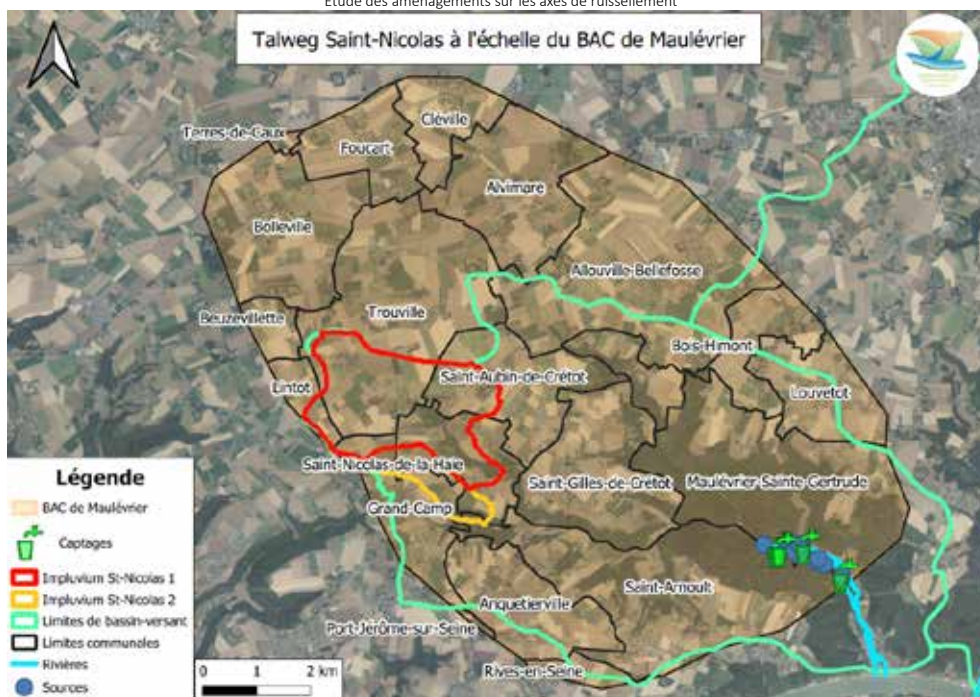 Etude des aménagements sur les axes de ruissellement
Talweg Saint-Nicolas à l'échelle du BAC de Maulévrier
Cléville
Terres-de-Caux
Foucart
Alvimare
Bolleville
Allouville-Bellefosse
Trouville
Beuzevillette
Bois-Himont
Saint-Aubin-de-Crétot
Lintot
Louvetot
Saint-Nicolas-de-la-Haie
Saint-Gilles-de-Crétot
Maulévrier-Sainte-Gertrude
Grand-Camp
Saint-Arnoult
Anquetierville
Port-Jérôme-sur-Seine
Rives-en-Seine
Légende
BAC de Maulévrier
Captages
Impluvium St-Nicolas 1
Impluvium St-Nicolas 2
Limites de bassin-versant
Limites communales
Rivières
Sources
0 1 2 km